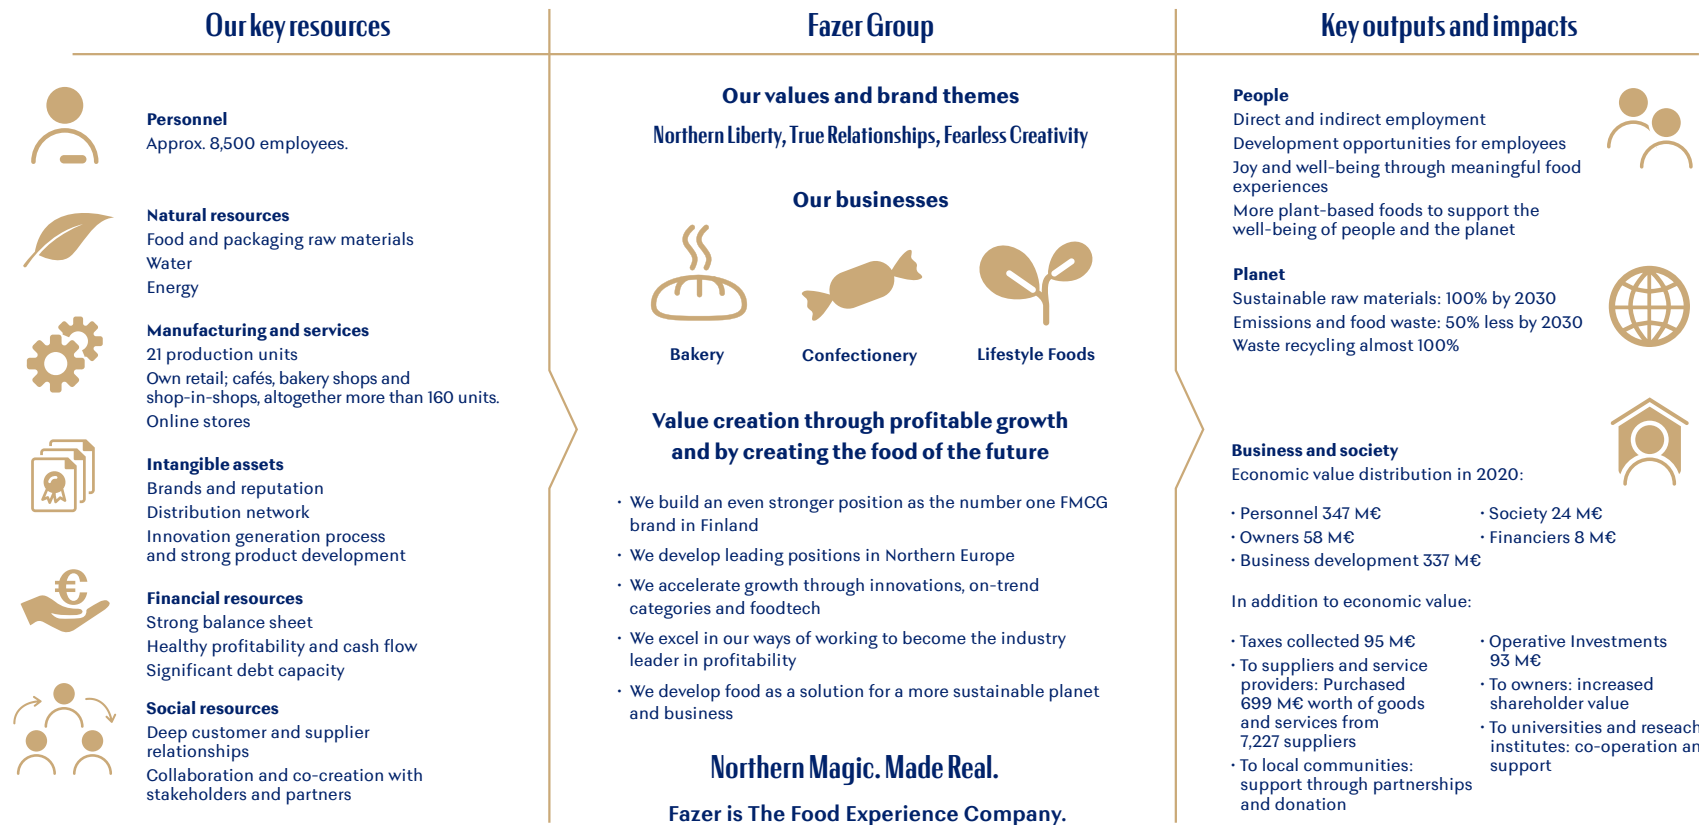 Our key resources
Personnel
Approx. 8,500 employees.
Natural resources
Food and packaging raw materials
Water
Energy
Manufacturing and services
21 production units
Own retail; cafés, bakery shops and
shop-in-shops, altogether more than 160 units.
Online stores
Intangible assets
Brands and reputation
Distribution network
Innovation generation process
and strong product development
€
Financial resources
Strong balance sheet
Healthy profitability and cash flow
Significant debt capacity
Social resources
Deep customer and supplier
relationships
Collaboration and co-creation with
stakeholders and partners
Fazer Group
Our values and brand themes
Northern Liberty, True Relationships, Fearless Creativity
Our businesses
Bakery
Confectionery
Lifestyle Foods
Value creation through profitable growth
and by creating the food of the future
· We build an even stronger position as the number one FMCG
brand in Finland
· We develop leading positions in Northern Europe
· We accelerate growth through innovations, on-trend
categories and foodtech
· We excel in our ways of working to become the industry
leader in profitability
· We develop food as a solution for a more sustainable planet
and business
Northern Magic. Made Real.
Fazer is The Food Experience Company.
Key outputs and impacts
People
Direct and indirect employment
Development opportunities for employees
Joy and well-being through meaningful food
experiences
More plant-based foods to support the
well-being of people and the planet
Planet
Sustainable raw materials: 100% by 2030
Emissions and food waste: 50% less by 2030
Waste recycling almost 100%
Business and society
Economic value distribution in 2020:
· Personnel 347 M€
· Owners 58 M€
· Business development 337 M€
· Society 24 M€
· Financiers 8 M€
In addition to economic value:
· Taxes collected 95 M€
· To suppliers and service
providers: Purchased
699 M€ worth of goods
and services from
7,227 suppliers
· To local communities:
support through partnerships
and donation
· Operative Investments
93 M€
· To owners: increased
shareholder value
· To universities and reseach
institutes: co-operation an
support